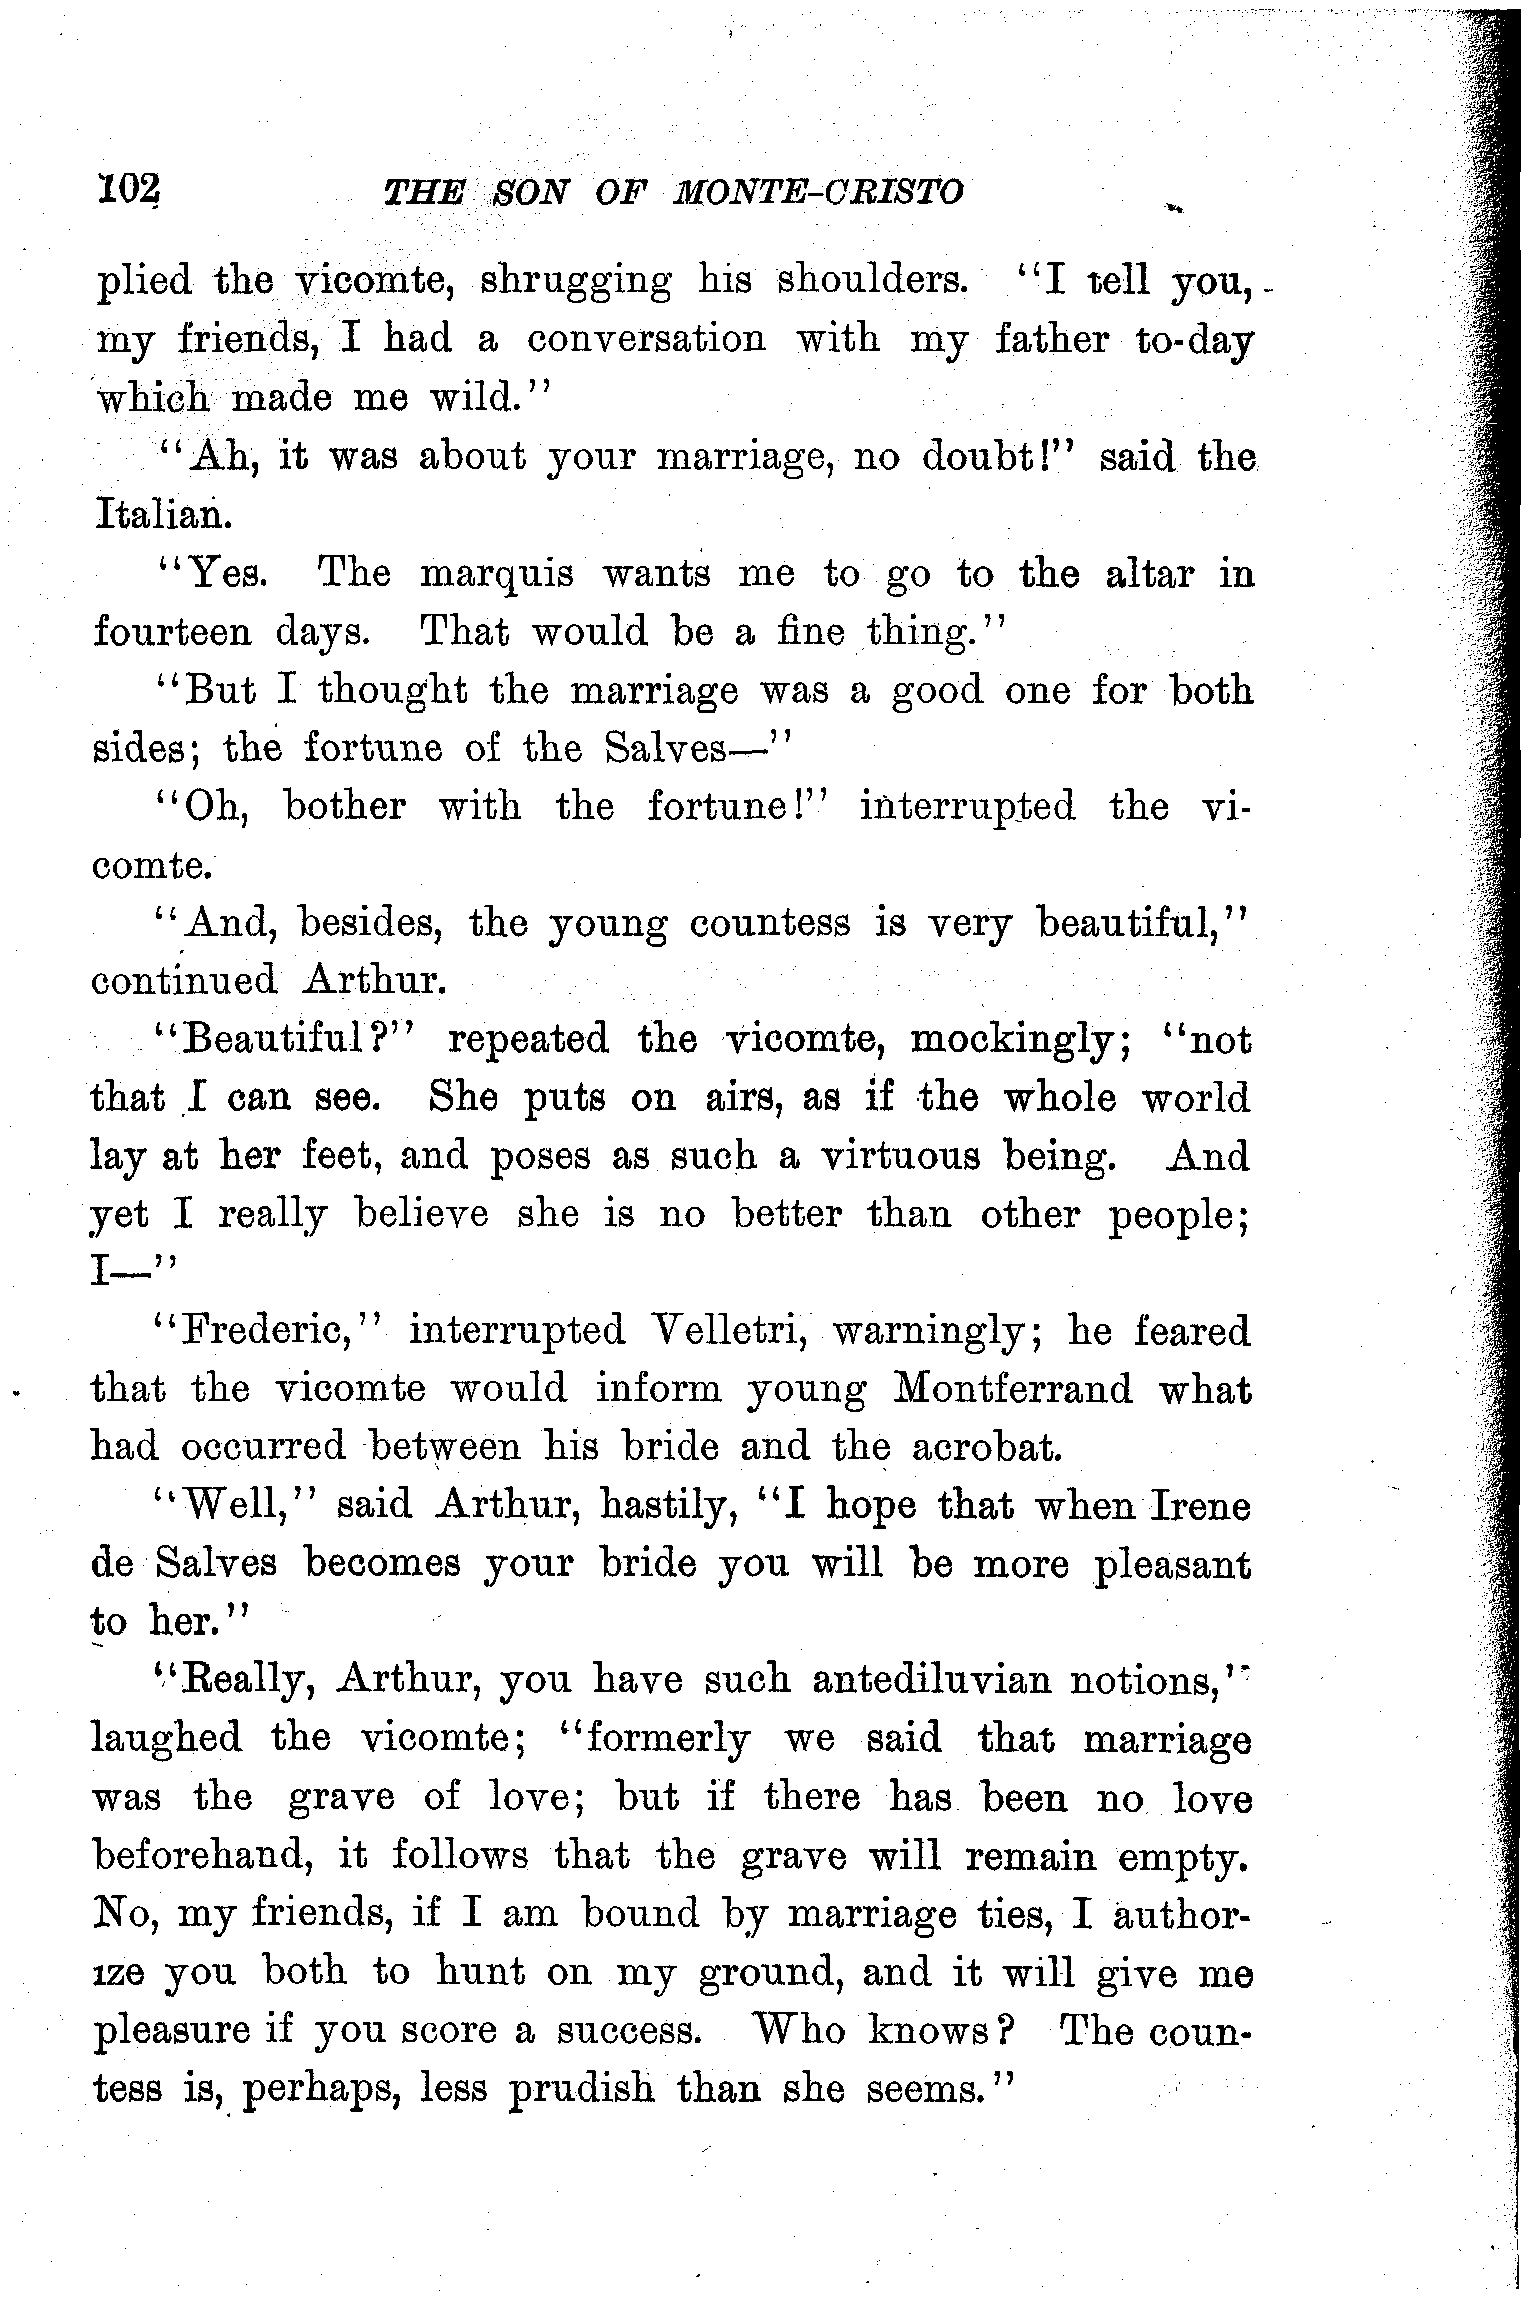 102 THE SON OF MONTE-CRISTO
plied the vicomte, shrugging his shoulders. "I tell you,
my friends, I had a conversation with my father to-day
which made me wild."
"Ah, it was about your marriage, no doubt!" said the
Italian.
"Yes. The marquis wants me to go to the altar in
fourteen days. That would be a fine thing."
"But I thought the marriage was a good one for both
sides; the fortune of the Salves—"
"Oh, bother with the fortune!" interrupted the vi-
comte.
"And, besides, the young countess is very beautiful,"
continued Arthur.
"Beautiful?" repeated the vicomte, mockingly; "not
that I can see. She puts on airs, as if the whole world
lay at her feet, and poses as such a virtuous being. And
yet I really believe she is no better than other people;
I—"
"Frederic," interrupted Velletri, warningly; he feared
that the vicomte would inform young Montferrand what
had occurred between his bride and the acrobat.
"Well," said Arthur, hastily, "I hope that when Irene
de Salves becomes your bride you will be more pleasant
to her."
"Really, Arthur, you have such antediluvian notions,"
laughed the vicomte; "formerly we said that marriage
was the grave of love; but if there has been no love
beforehand, it follows that the grave will remain empty.
No, my friends, if I am bound by marriage ties, I author-
ize you both to hunt on my ground, and it will give me
pleasure if you score a success. Who knows? The coun-
tess is, perhaps, less prudish than she seems."